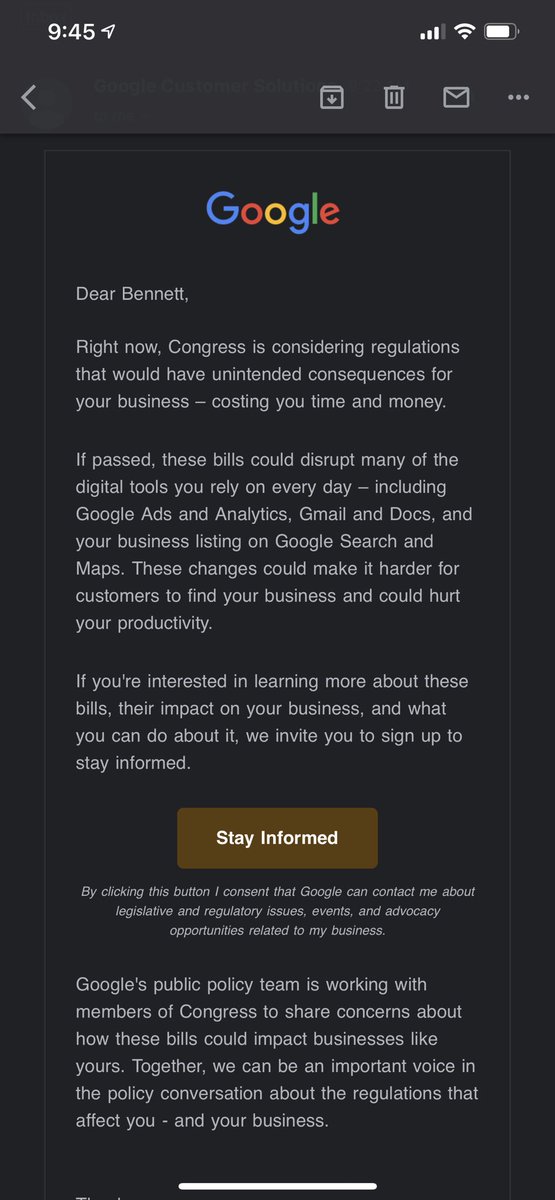 9:45
Google Customer Solutions
to me
Google
Dear Bennett,
Right now, Congress is considering regulations
that would have unintended consequences for
your business – costing you time and money.
If passed, these bills could disrupt many of the
digital tools you rely on every day – including
Google Ads and Analytics, Gmail and Docs, and
your business listing on Google Search and
Maps. These changes could make it harder for
customers to find your business and could hurt
your productivity.
If you're interested in learning more about these
bills, their impact on your business, and what
you can do about it, we invite you to sign up to
stay informed.
Stay Informed
By clicking this button I consent that Google can contact me about
legislative and regulatory issues, events, and advocacy
opportunities related to my business.
Google's public policy team is working with
members of Congress to share concerns about
how these bills could impact businesses like
yours. Together, we can be an important voice in
the policy conversation about the regulations that
affect you - and your business.